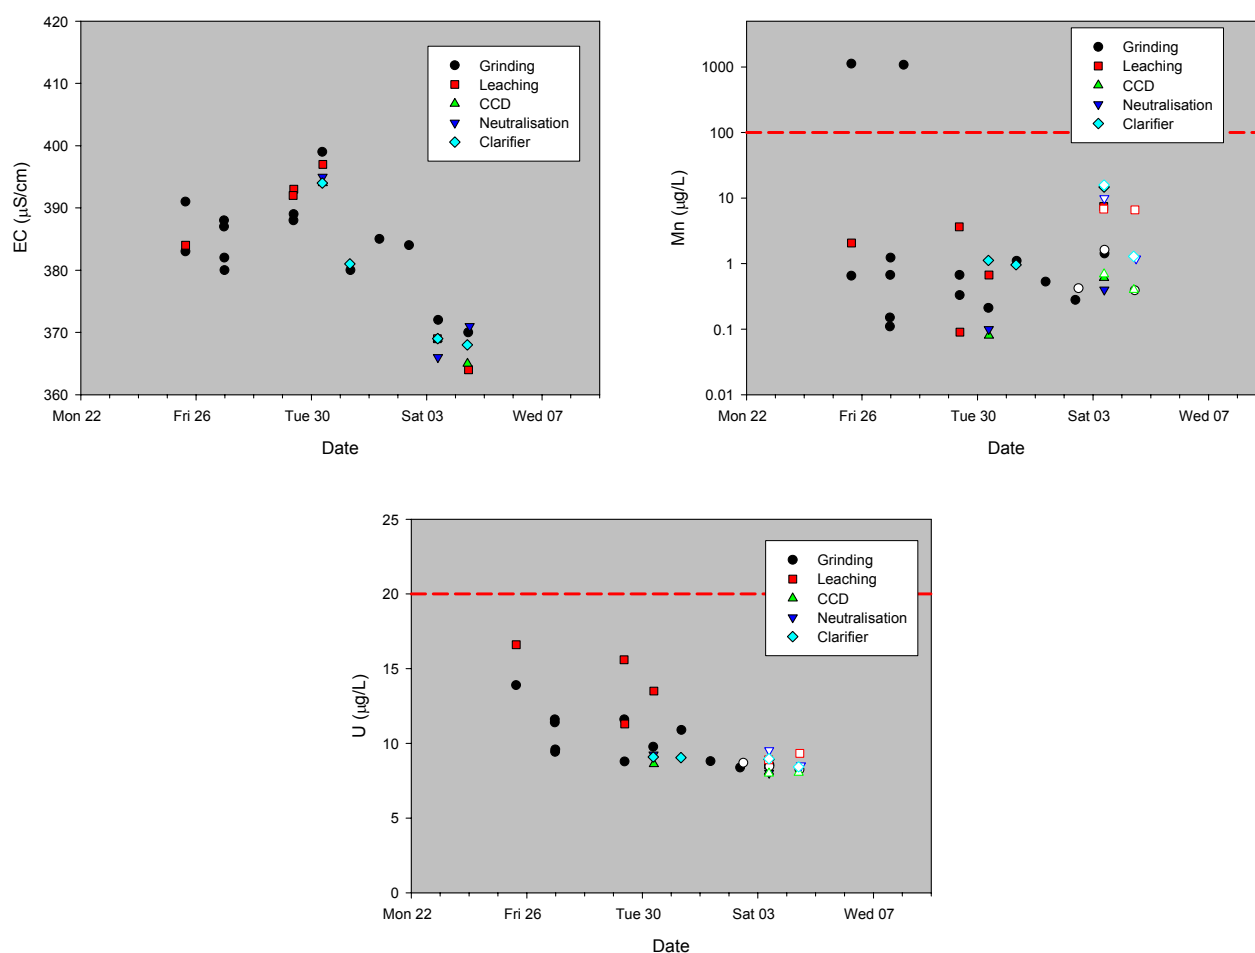 420
410
400
390
380
370
360
EC (μS/cm)
Grinding
Leaching
CCD
Neutralisation
Clarifier
Mon 22
Fri 26
Tue 30
Sat 03
Wed 07
Date
1000
100
10
1
0.1
0.01
Mn (μg/L)
Grinding
Leaching
CCD
Neutralisation
Clarifier
Mon 22
Fri 26
Tue 30
Sat 03
Wed 07
Date
25
20
15
10
5
0
U (μg/L)
Grinding
Leaching
CCD
Neutralisation
Clarifier
Mon 22
Fri 26
Tue 30
Sat 03
Wed 07
Date